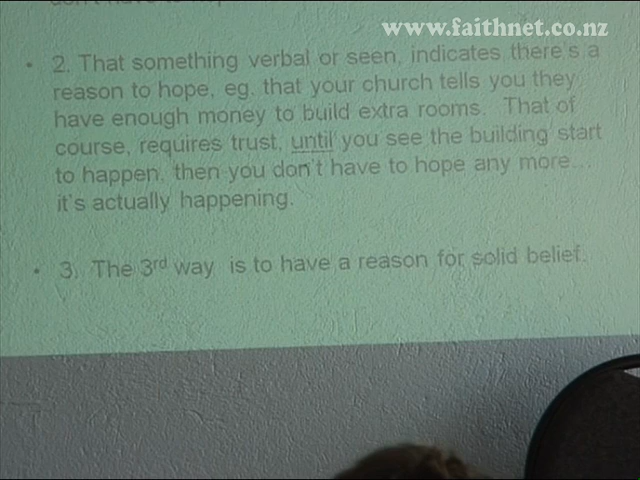 www.faithnet.co.nz
• 2. That something verbal or seen, indicates there's a
reason to hope, eg. that your church tells you they
have enough money to build extra rooms. That of
course, requires trust, until you see the building start
to happen, then you don't have to hope any more...
it's actually happening.
• 3. The 3rd way is to have a reason for solid belief.